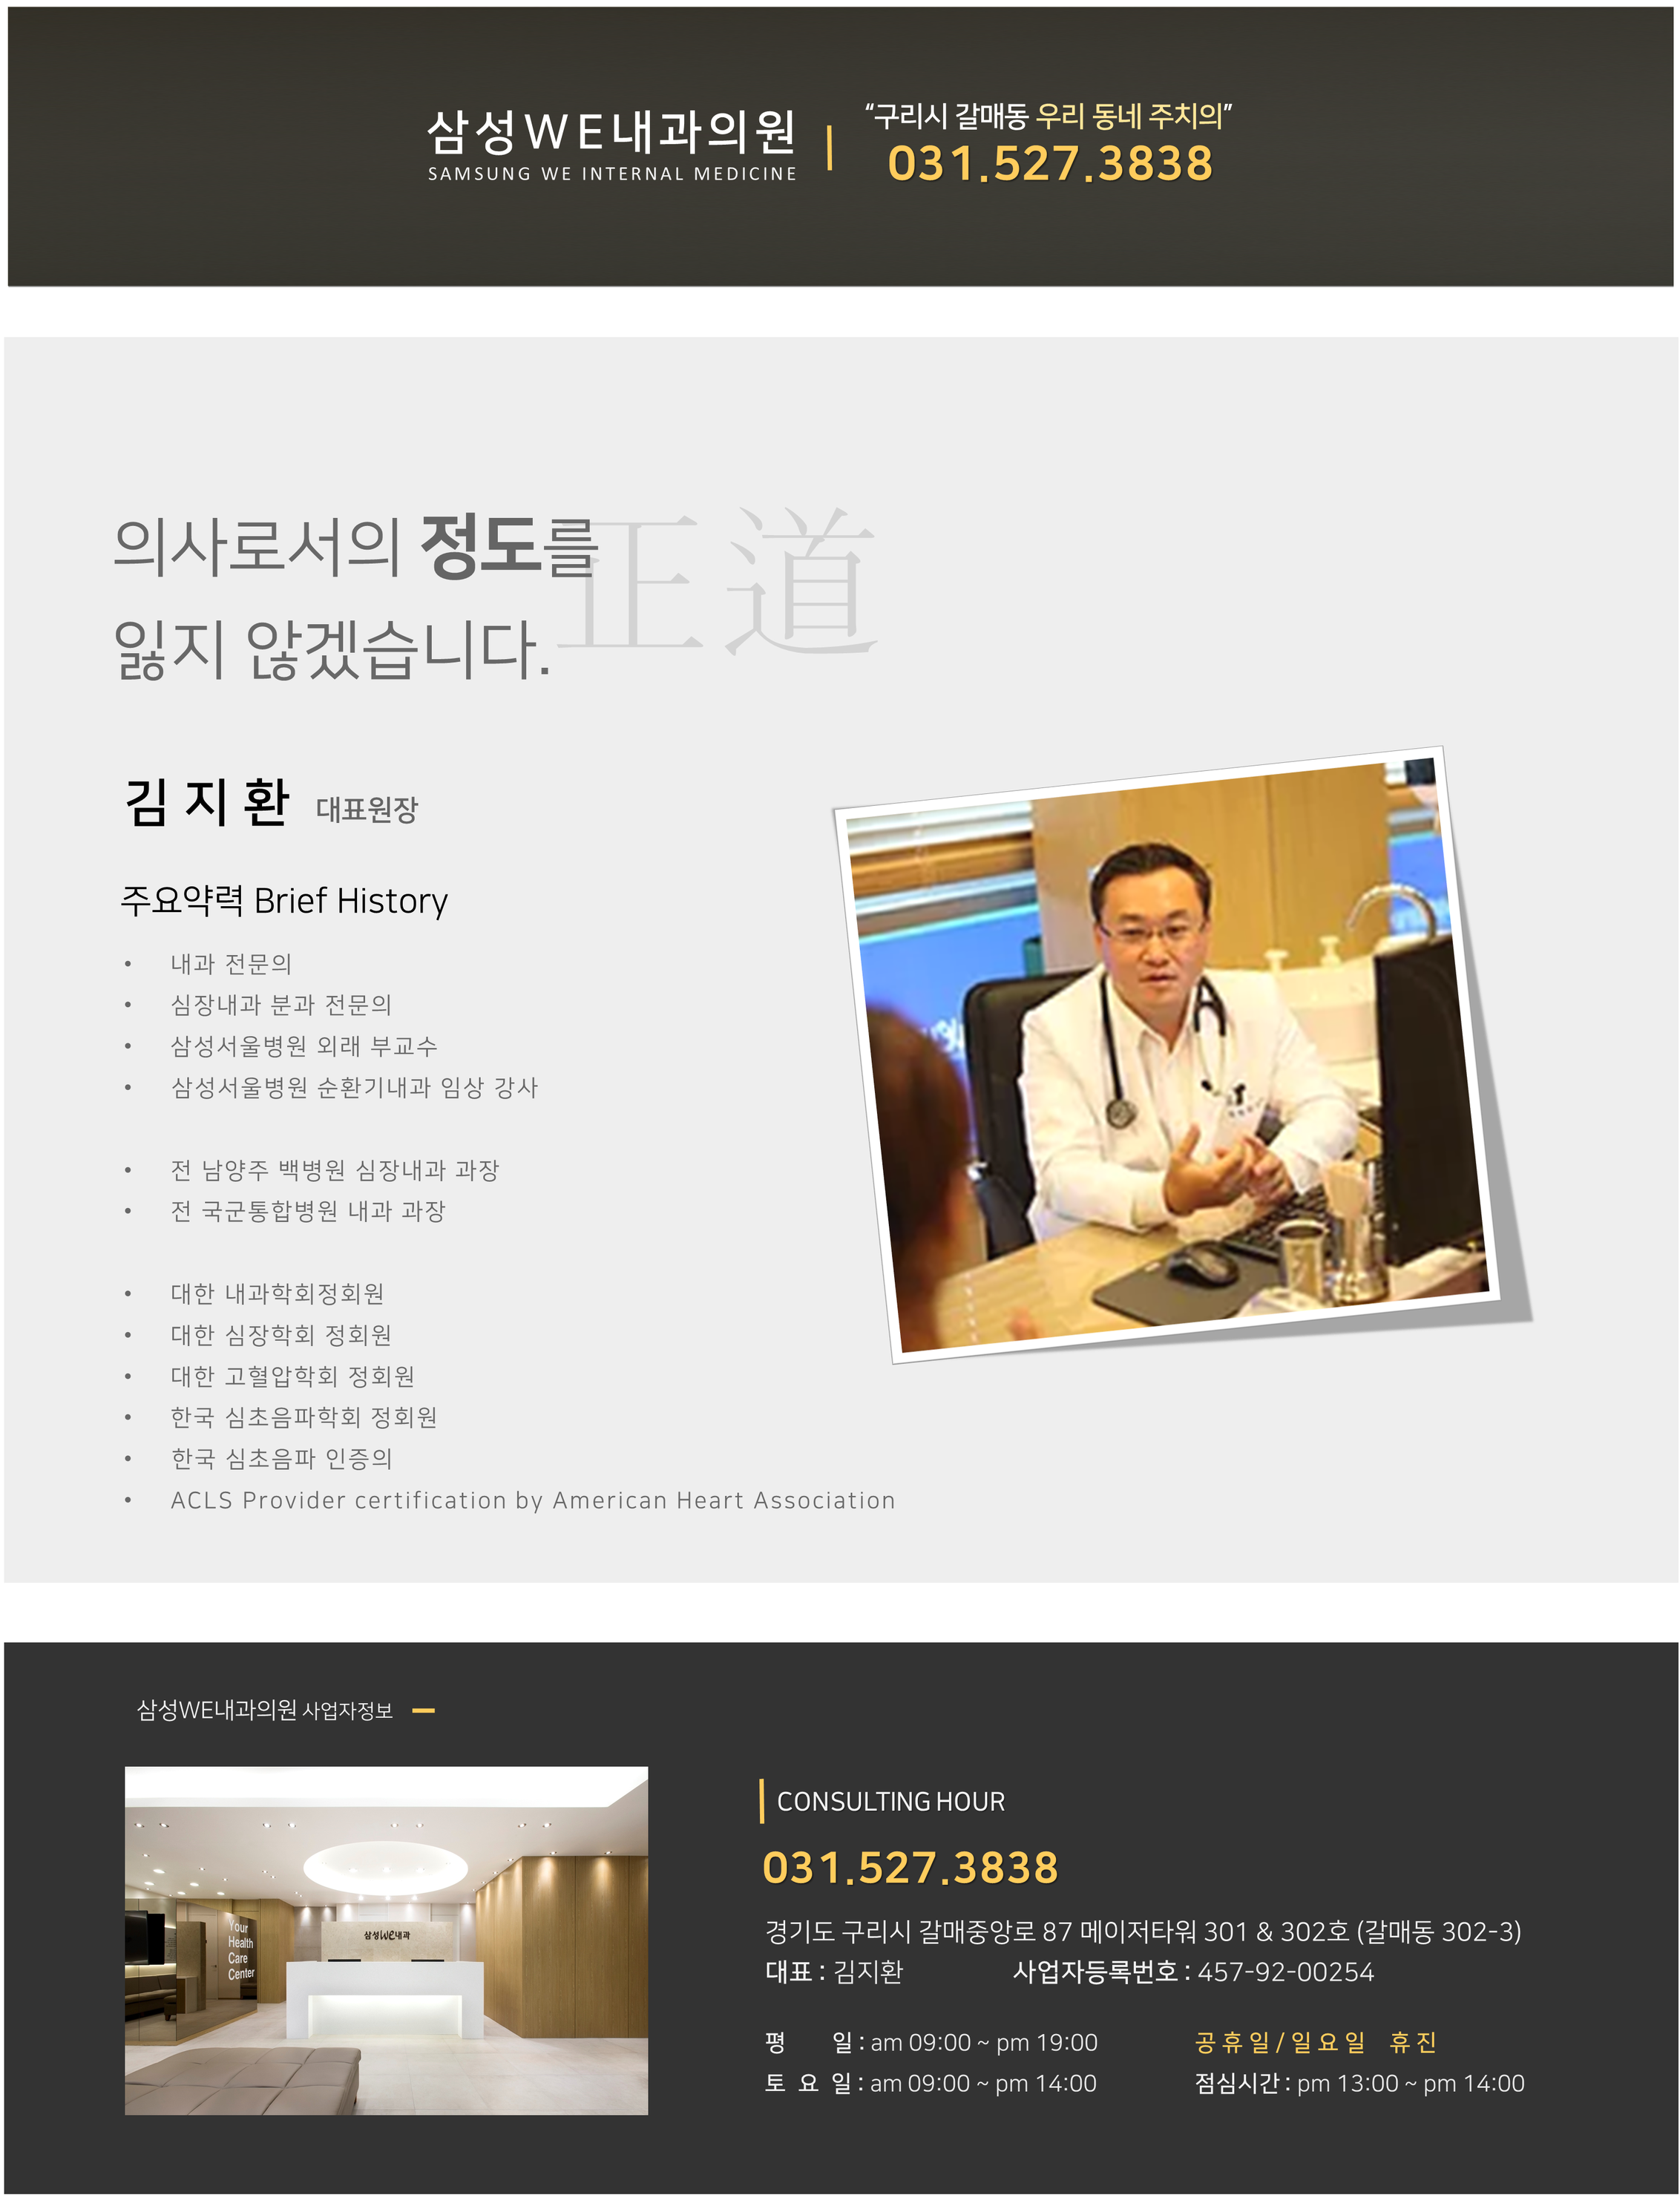 삼성WE내과의원
SAMSUNG WE INTERNAL MEDICINE
“구리시 갈매동 우리 동네 주치의”
031.527.3838
의사로서의 정도를
正道
잃지 않겠습니다.
김지환 대표원장
주요약력 Brief History
• 내과 전문의
• 심장내과 분과 전문의
• 삼성서울병원 외래 부교수
• 삼성서울병원 순환기내과 임상 강사
• 전 남양주 백병원 심장내과 과장
• 전 국군통합병원 내과 과장
• 대한 내과학회정회원
• 대한 심장학회 정회원
• 대한 고혈압학회 정회원
• 한국 심초음파학회 정회원
• 한국 심초음파 인증의
• ACLS Provider certification by American Heart Association
삼성WE내과의원 사업자정보
Your
Health
Care
Center
삼성we내과
CONSULTING HOUR
031.527.3838
경기도 구리시 갈매중앙로 87 메이저타워 301 & 302호 (갈매동 302-3)
대표 : 김지환 사업자등록번호 : 457-92-00254
평 일 : am 09:00 ~ pm 19:00 공휴일/일요일 휴진
토요일 : am 09:00 ~ pm 14:00 점심시간 : pm 13:00 ~ pm 14:00